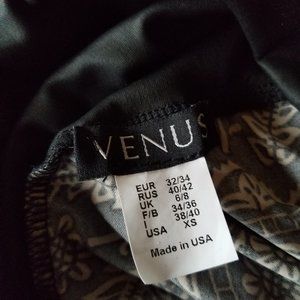 VENUS
EUR 32/34
RUS 40/42
UK 6/8
F/B 34/36
I 38/40
USA XS
Made in USA